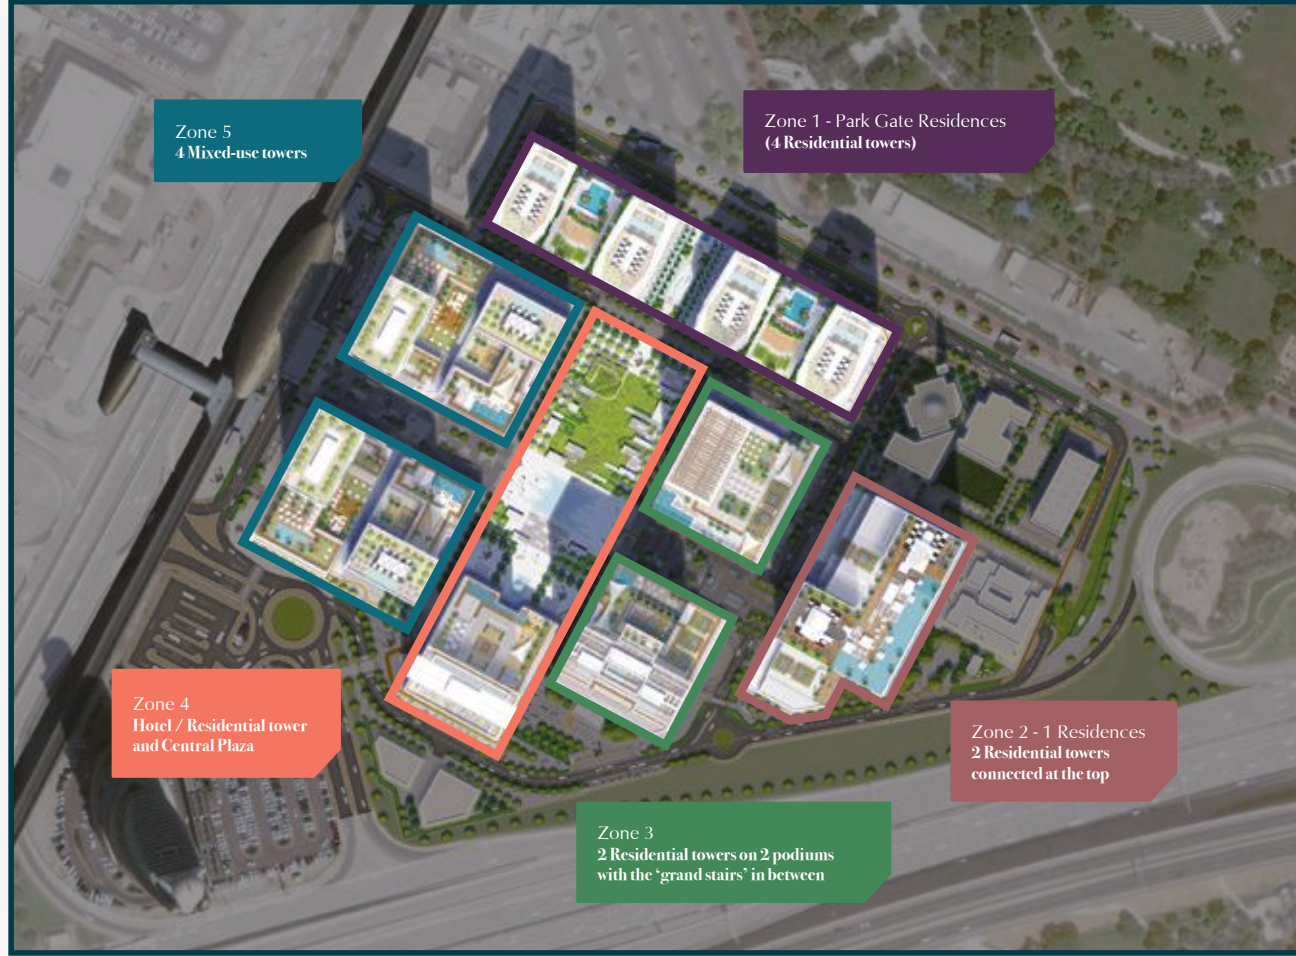 Zone 5
4 Mixed-use towers
Zone 1 - Park Gate Residences
(4 Residential towers)
Zone 4
Hotel / Residential tower
and Central Plaza
Zone 2 - 1 Residences
2 Residential towers
connected at the top
Zone 3
2 Residential towers on 2 podiums
with the ‘grand stairs’ in between